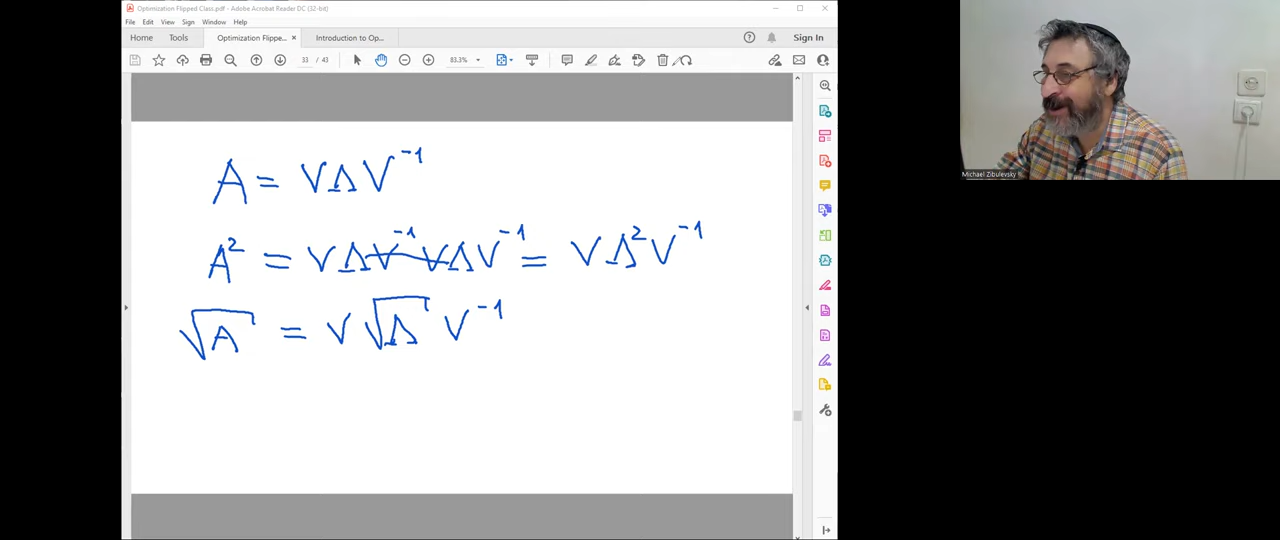 Optimization Flipped Class.pdf - Adobe Acrobat Reader DC (32-bit)
File Edit View Sign Window Help
Home Tools Optimization Flippe... × Introduction to Op... Sign In
33 / 43 83.3%
A = VΛV⁻¹
A² = VΛV⁻¹VΛV⁻¹ = VΛ²V⁻¹
√A = V√Λ V⁻¹
Michael Zibulevsky